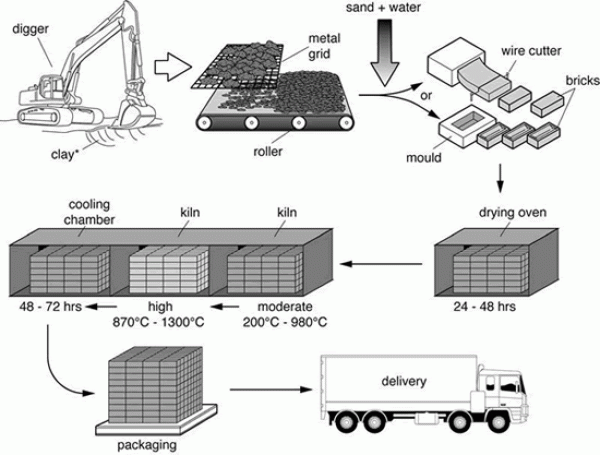 digger
clay*
metal
grid
roller
sand + water
or
wire cutter
bricks
mould
drying oven
24 - 48 hrs
kiln
moderate
200°C - 980°C
kiln
high
870°C - 1300°C
cooling
chamber
48 - 72 hrs
packaging
delivery